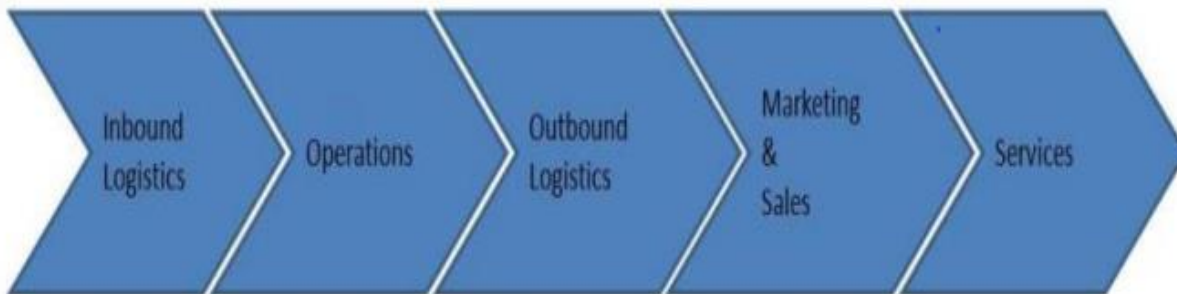 Inbound
Logistics
Operations
Outbound
Logistics
Marketing
&
Sales
Services